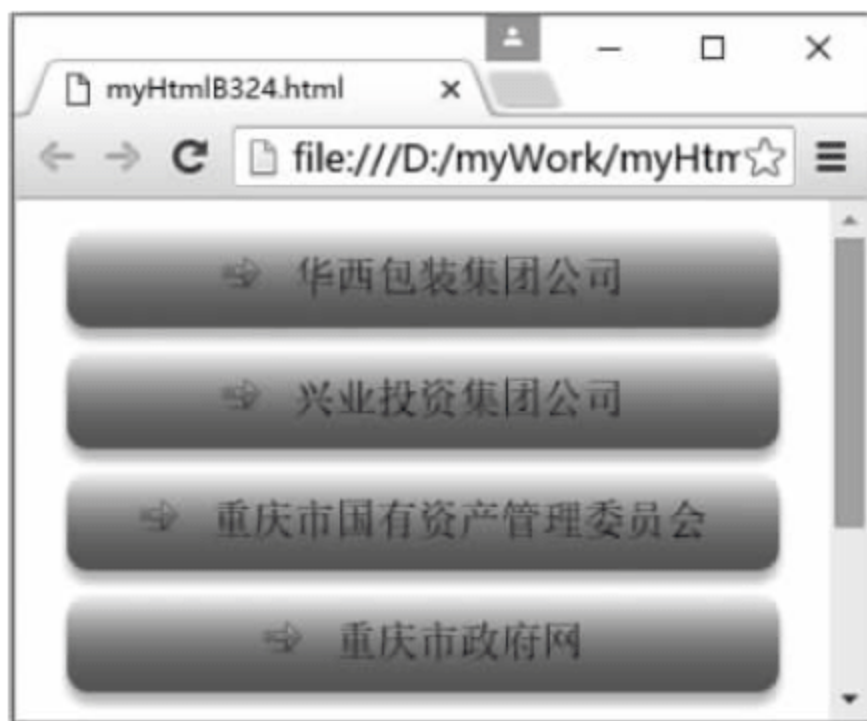 myHtmlB324.html
file:///D:/myWork/myHtm
华西包装集团公司
兴业投资集团公司
重庆市国有资产管理委员会
重庆市政府网